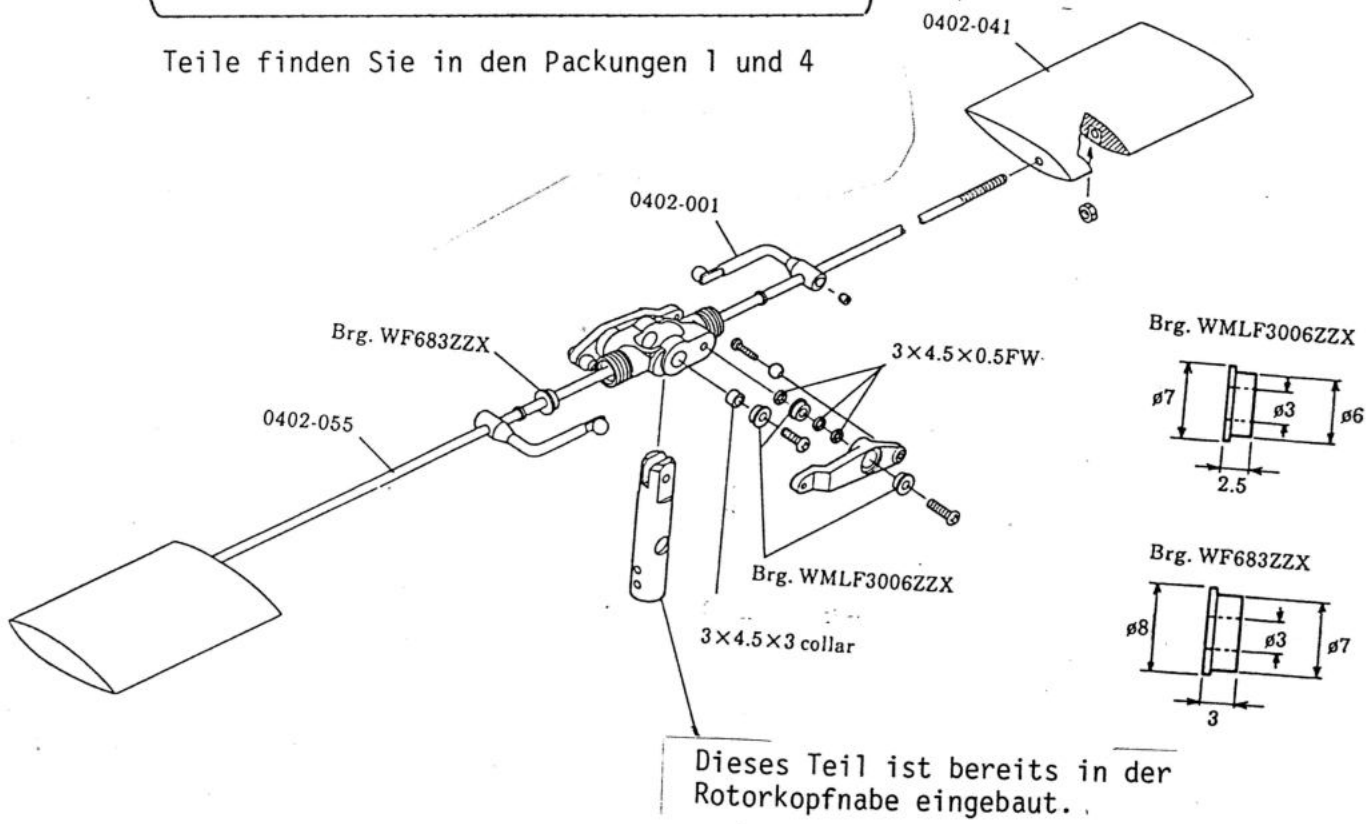 0402-041
Teile finden Sie in den Packungen 1 und 4
0402-001
Brg. WF683ZZX
3×4.5×0.5FW
0402-055
Brg. WMLF3006ZZX
ø7
ø3
ø6
2.5
Brg. WMLF3006ZZX
3×4.5×3 collar
Brg. WF683ZZX
ø8
ø3
ø7
3
Dieses Teil ist bereits in der
Rotorkopfnabe eingebaut.